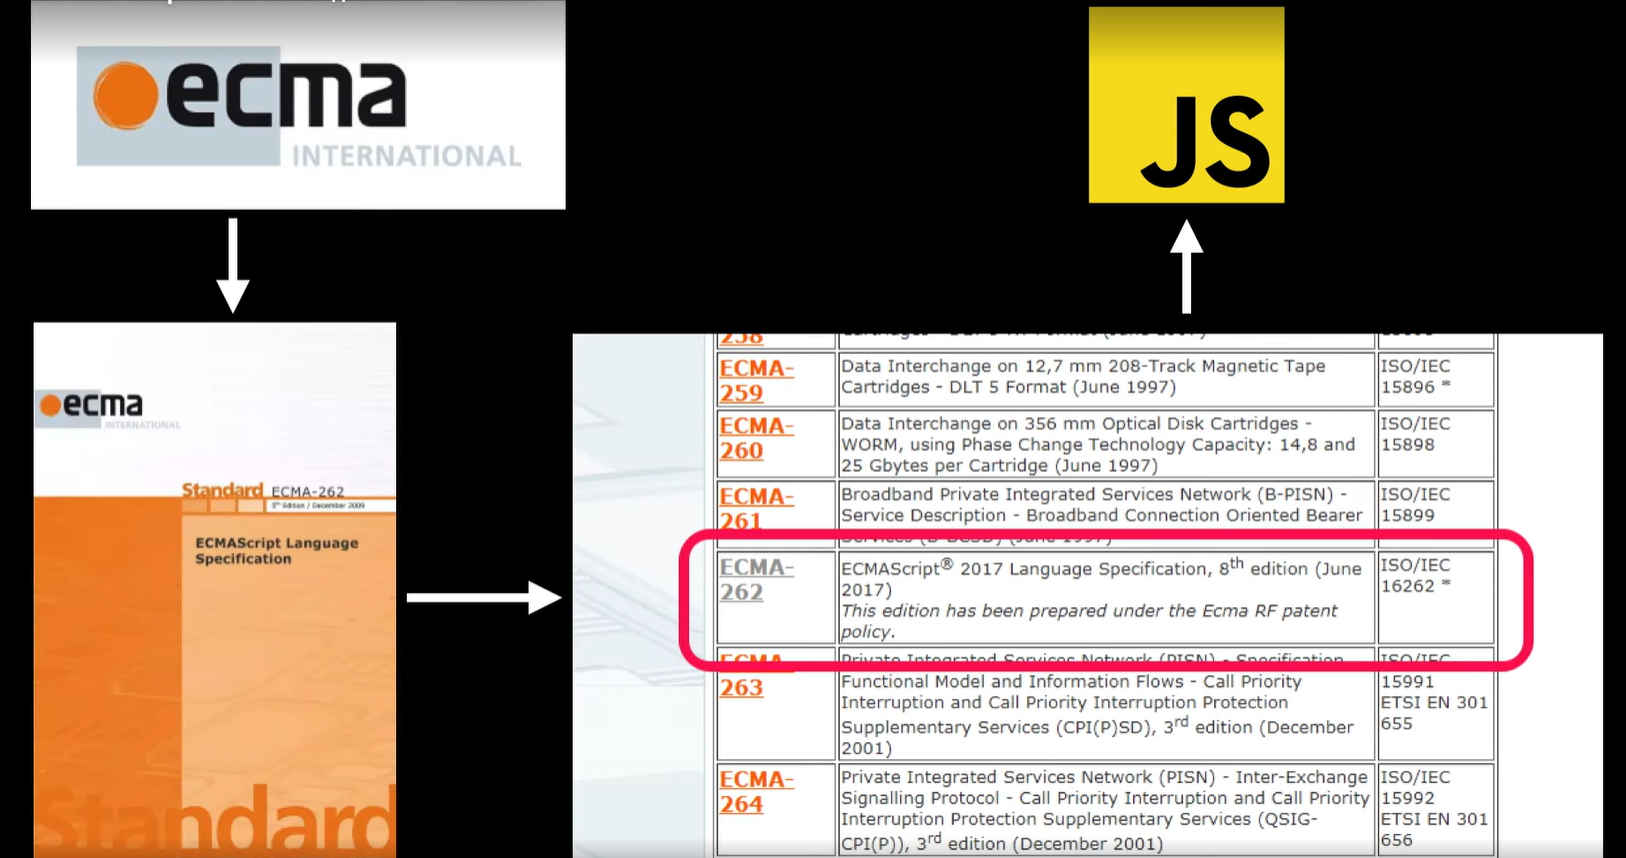 ecma
INTERNATIONAL
JS
ecma
INTERNATIONAL
Standard ECMA-262
5th Edition / December 2009
ECMAScript Language
Specification
Standard
258
ECMA-
259
Data Interchange on 12,7 mm 208-Track Magnetic Tape
Cartridges - DLT 5 Format (June 1997)
ISO/IEC
15896 *
ECMA-
260
Data Interchange on 356 mm Optical Disk Cartridges -
WORM, using Phase Change Technology Capacity: 14,8 and
25 Gbytes per Cartridge (June 1997)
ISO/IEC
15898
ECMA-
261
Broadband Private Integrated Services Network (B-PISN) -
Service Description - Broadband Connection Oriented Bearer
Services (B-BCSB) (June 1997)
ISO/IEC
15899
ECMA-
262
ECMAScript® 2017 Language Specification, 8th edition (June
2017)
This edition has been prepared under the Ecma RF patent
policy.
ISO/IEC
16262 *
ECMA-
263
Private Integrated Services Network (PISN) - Specification
Functional Model and Information Flows - Call Priority
Interruption and Call Priority Interruption Protection
Supplementary Services (CPI(P)SD), 3rd edition (December
2001)
ISO/IEC
15991
ETSI EN 301
655
ECMA-
264
Private Integrated Services Network (PISN) - Inter-Exchange
Signalling Protocol - Call Priority Interruption and Call Priority
Interruption Protection Supplementary Services (QSIG-
CPI(P)), 3rd edition (December 2001)
ISO/IEC
15992
ETSI EN 301
656